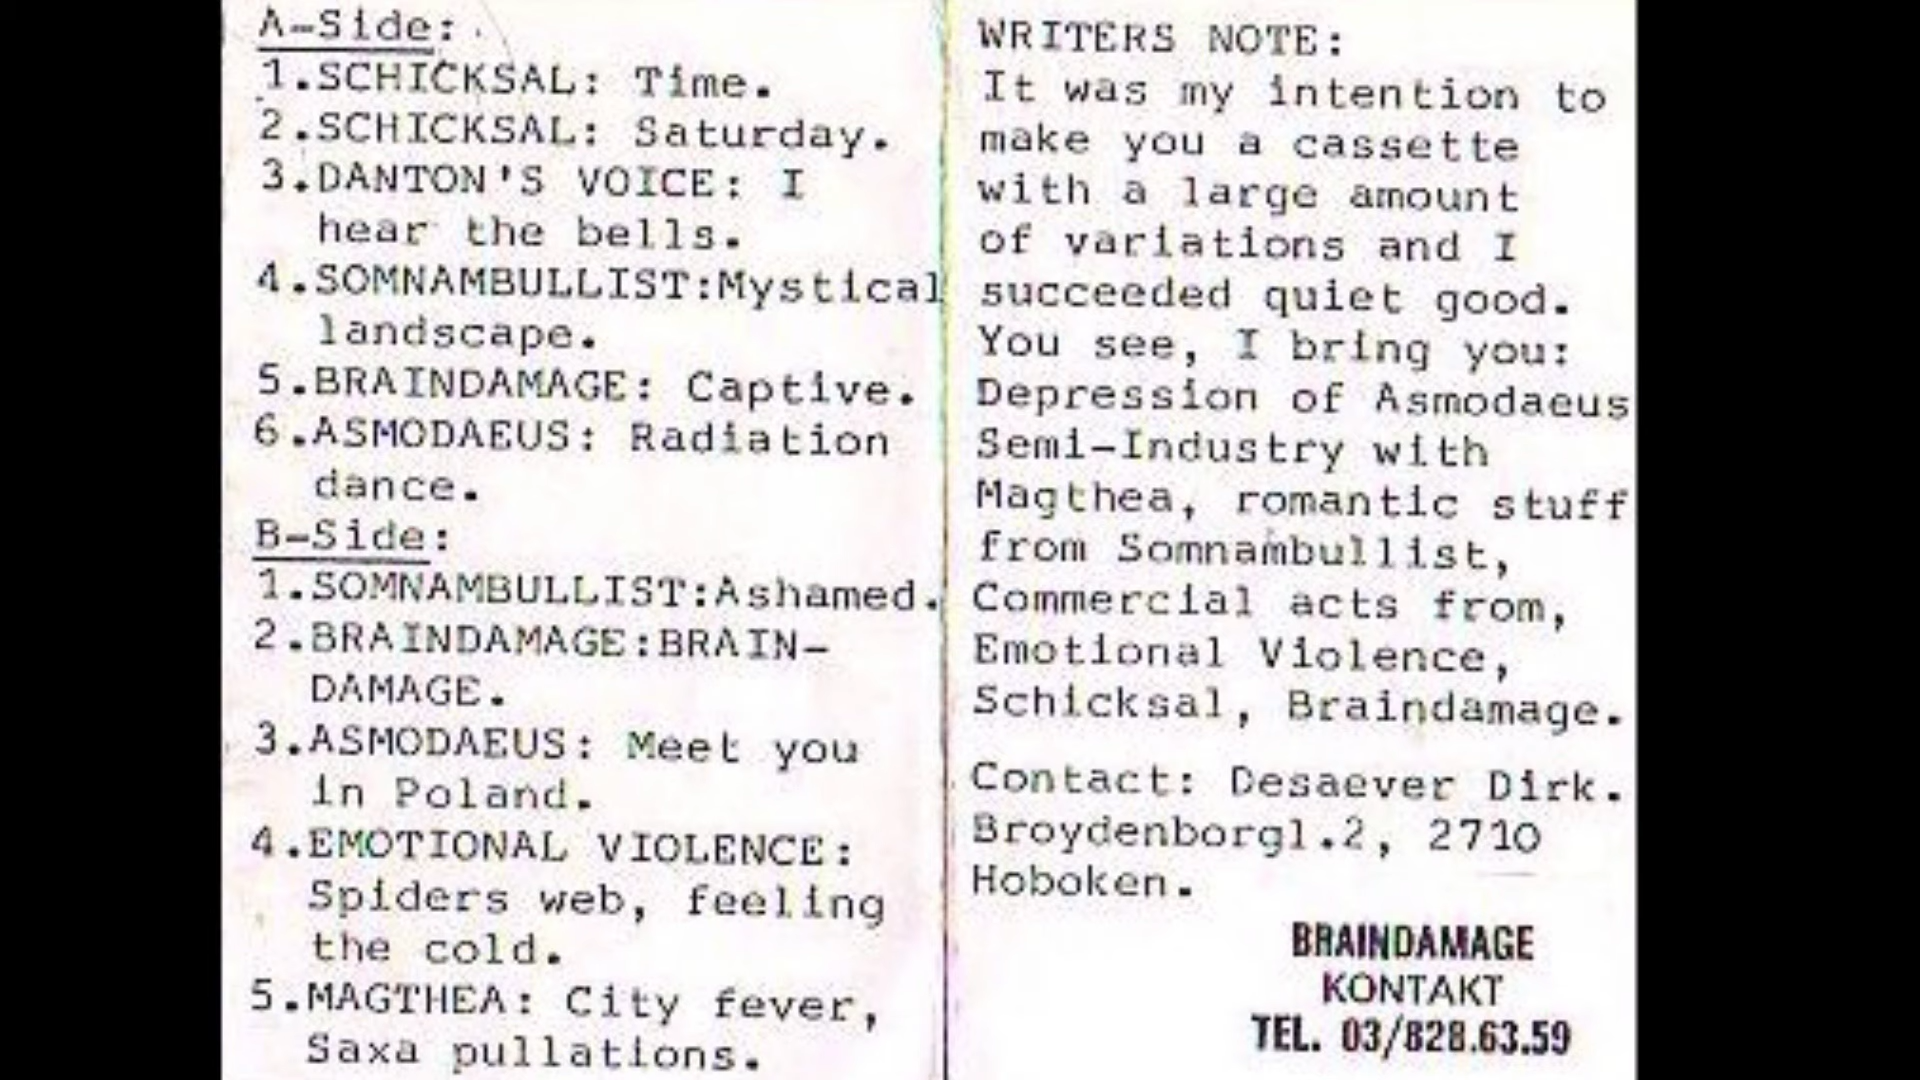 A-Side:
1.SCHICKSAL: Time.
2.SCHICKSAL: Saturday.
3.DANTON'S VOICE: I
hear the bells.
4.SOMNAMBULLIST:Mystical
landscape.
5.BRAINDAMAGE: Captive.
6.ASMODAEUS: Radiation
dance.
B-Side:
1.SOMNAMBULLIST:Ashamed.
2.BRAINDAMAGE:BRAIN-
DAMAGE.
3.ASMODAEUS: Meet you
in Poland.
4.EMOTIONAL VIOLENCE:
Spiders web, feeling
the cold.
5.MAGTHEA: City fever,
Saxa pullations.
WRITERS NOTE:
It was my intention to
make you a cassette
with a large amount
of variations and I
succeeded quiet good.
You see, I bring you:
Depression of Asmodaeus
Semi-Industry with
Magthea, romantic stuff
from Somnambullist,
Commercial acts from,
Emotional Violence,
Schicksal, Braindamage.
Contact: Desaever Dirk.
Broydenborgl.2, 2710
Hoboken.
BRAINDAMAGE
KONTAKT
TEL. 03/828.63.59